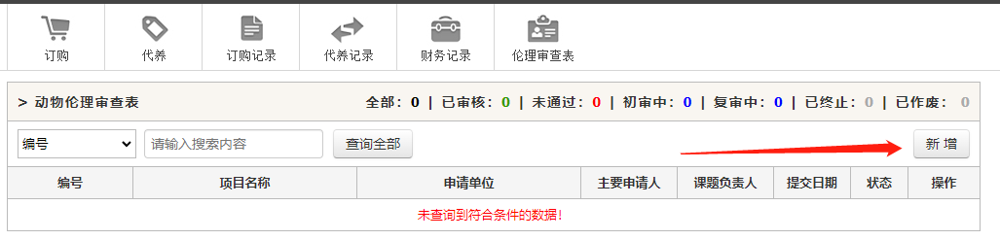 订购 代养 订购记录 代养记录 财务记录 伦理审查表
> 动物伦理审查表 全部：0 | 已审核：0 | 未通过：0 | 初审中：0 | 复审中：0 | 已终止：0 | 已作废： 0
编号 请输入搜索内容 查询全部 新 增
编号 项目名称 申请单位 主要申请人 课题负责人 提交日期 状态 操作
未查询到符合条件的数据!